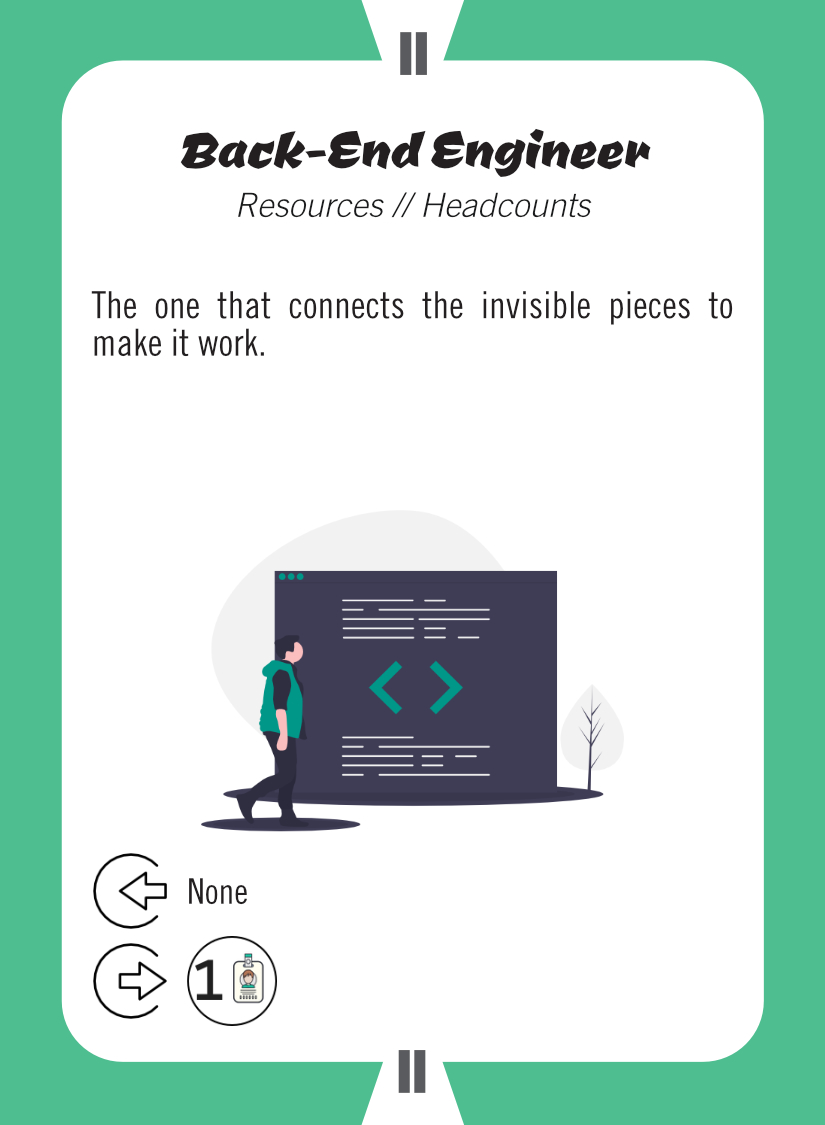 II
Back-End Engineer
Resources // Headcounts
The one that connects the invisible pieces to
make it work.
None
1
II